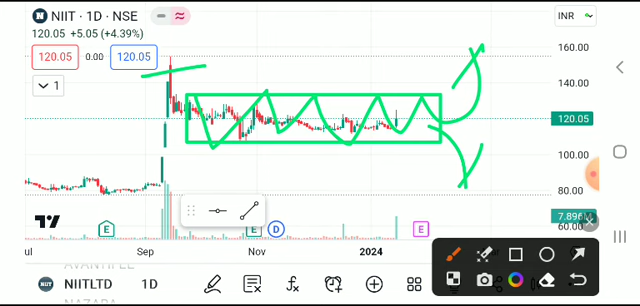 NIIT · 1D · NSE
INR
120.05 +5.05 (+4.39%)
120.05 0.00 120.05
1
160.00
140.00
120.05
100.00
80.00
60.00
7.896
E
E
D
E
ul Sep Nov 2024
NIITLTD 1D
NAZARA